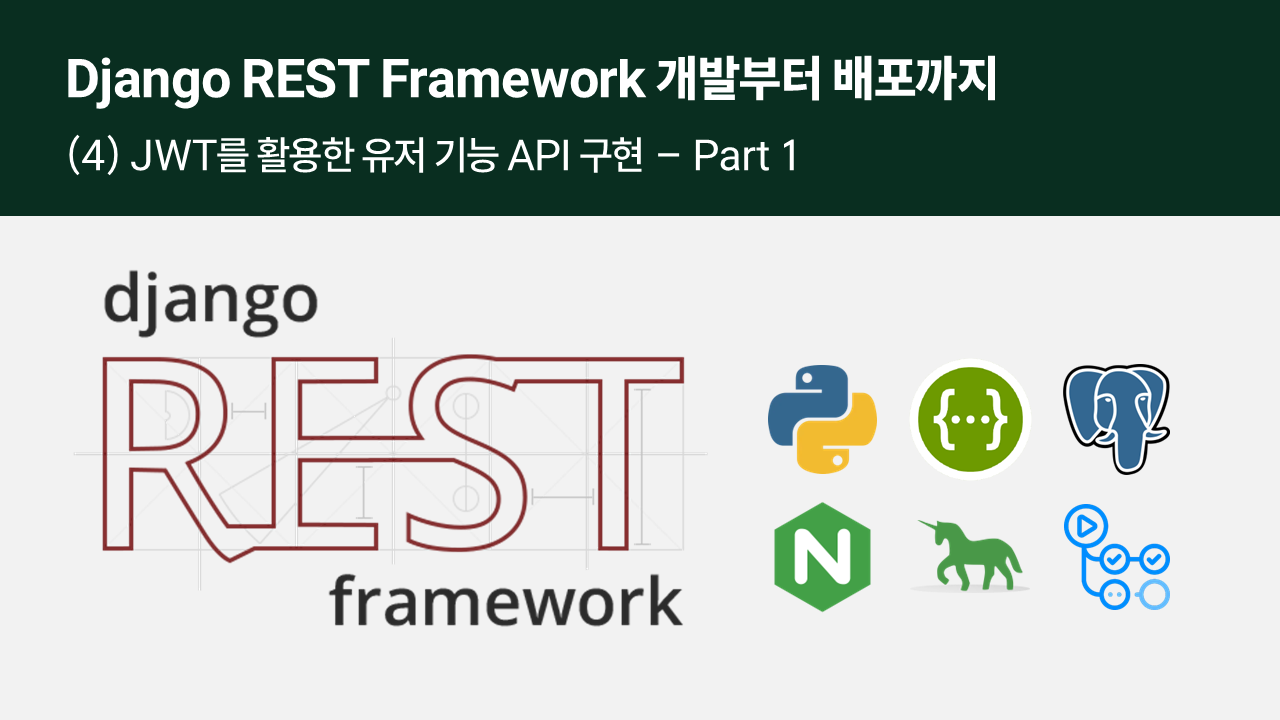 Django REST Framework 개발부터 배포까지
(4) JWT를 활용한 유저 기능 API 구현 – Part 1
django
REST
framework
{···}
N